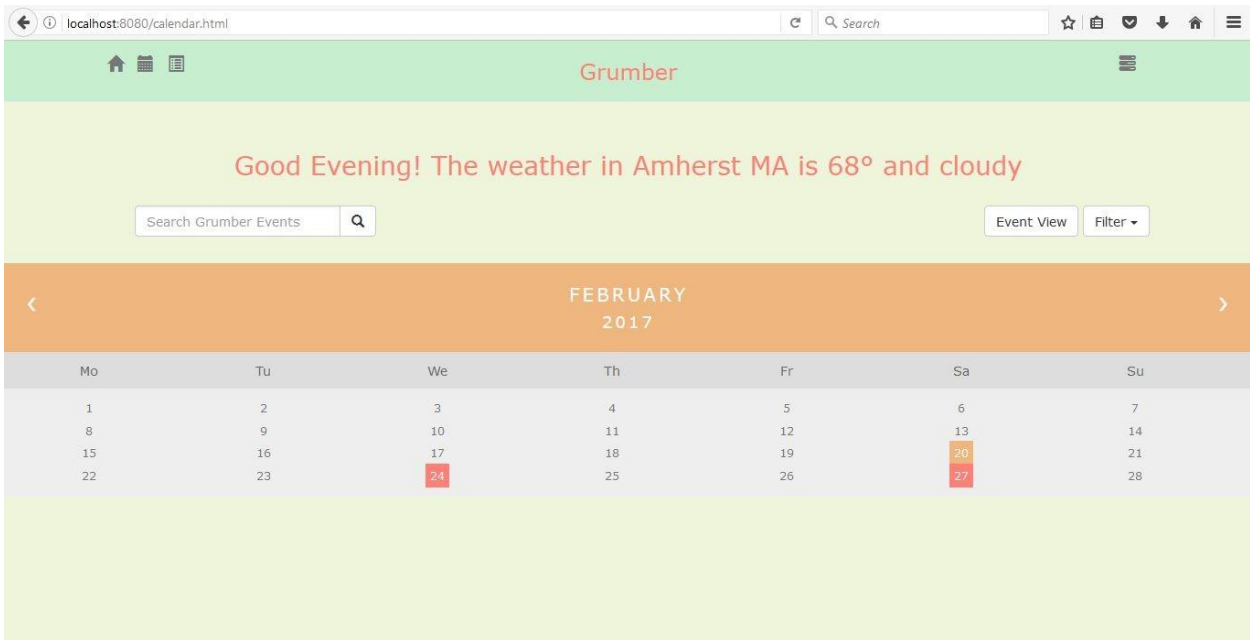 localhost:8080/calendar.html
Search
Grumber
Good Evening! The weather in Amherst MA is 68° and cloudy
Search Grumber Events
Event View Filter
FEBRUARY
2017
Mo Tu We Th Fr Sa Su
1 2 3 4 5 6 7
8 9 10 11 12 13 14
15 16 17 18 19 20 21
22 23 24 25 26 27 28